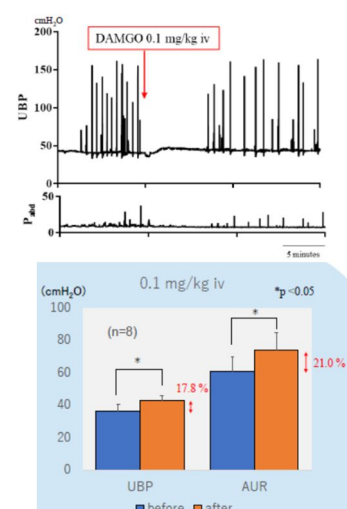 cmH₂O
200
DAMGO 0.1 mg/kg iv
150
UBP
100
50
0
50
P_abd
0
5 minutes
(cmH₂O)
0.1 mg/kg iv
*p <0.05
100
(n=8)
80
*
*
60
17.8 %
21.0 %
40
20
0
UBP
AUR
before
after